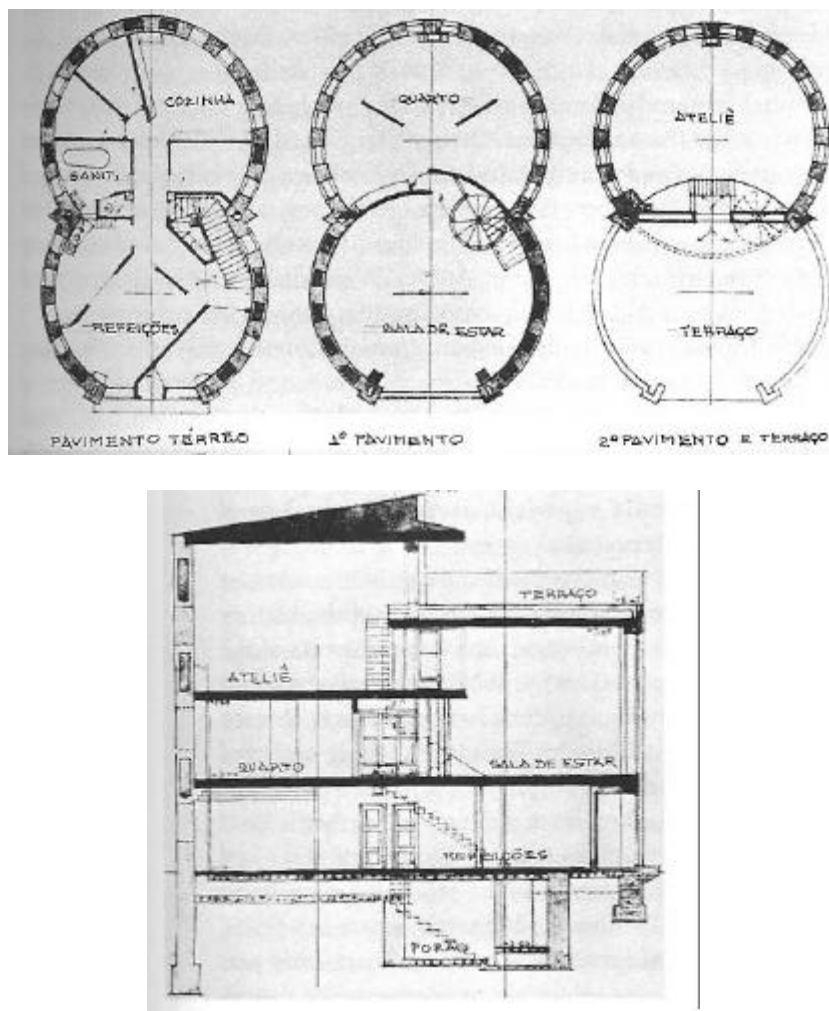 COZINHA
SANIT.
REFEIÇÕES
PAVIMENTO TÉRREO
QUARTO
SALA DE ESTAR
1º PAVIMENTO
ATELIÊ
TERRAÇO
2º PAVIMENTO E TERRAÇO
TERRAÇO
ATELIÊ
QUARTO
SALA DE ESTAR
REFEIÇÕES
PORÃO